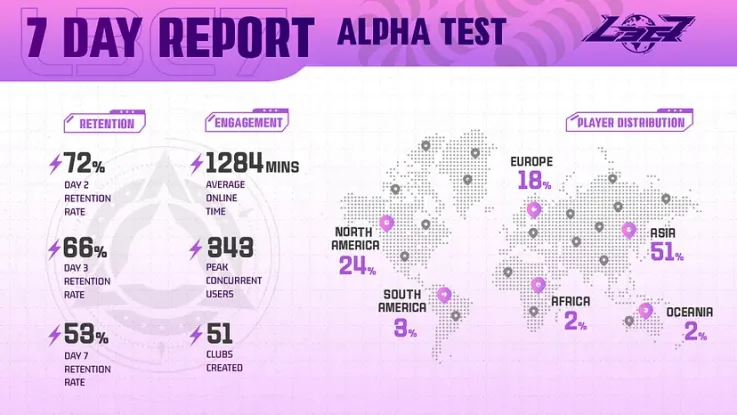 7 DAY REPORT ALPHA TEST
RETENTION
72%
DAY 2
RETENTION
RATE
66%
DAY 3
RETENTION
RATE
53%
DAY 7
RETENTION
RATE
ENGAGEMENT
1284 MINS
AVERAGE
ONLINE
TIME
343
PEAK
CONCURRENT
USERS
51
CLUBS
CREATED
PLAYER DISTRIBUTION
EUROPE
18%
NORTH
AMERICA
24%
ASIA
51%
SOUTH
AMERICA
3%
AFRICA
2%
OCEANIA
2%